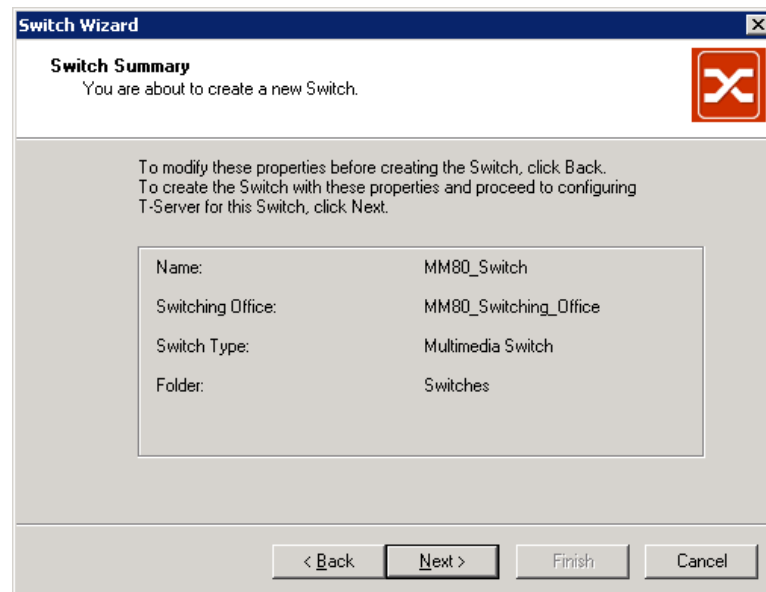 Switch Wizard
Switch Summary
You are about to create a new Switch.
To modify these properties before creating the Switch, click Back.
To create the Switch with these properties and proceed to configuring
T-Server for this Switch, click Next.
Name: MM80_Switch
Switching Office: MM80_Switching_Office
Switch Type: Multimedia Switch
Folder: Switches
< Back Next > Finish Cancel